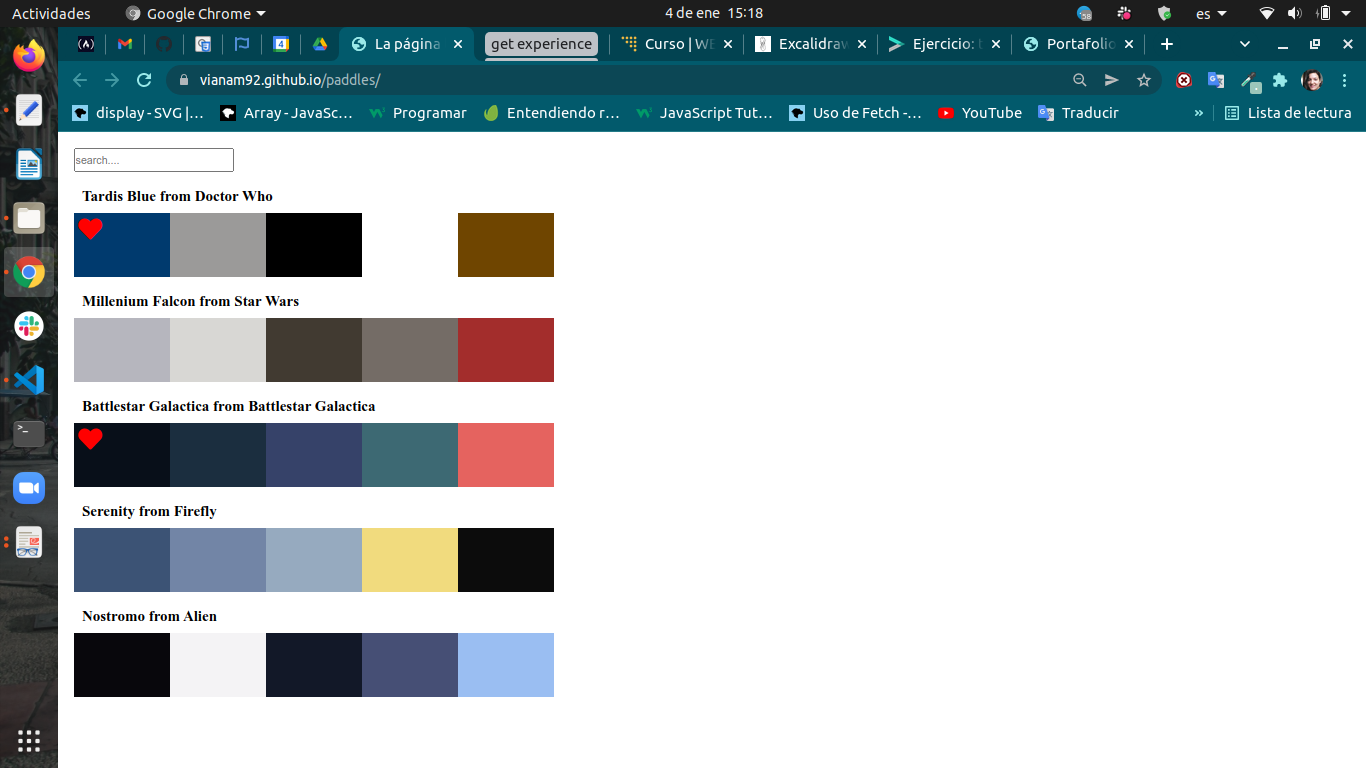 Actividades Google Chrome 4 de ene 15:18 es
La página get experience Curso | WE Excalidraw Ejercicio: Portafolio
vianam92.github.io/paddles/
display - SVG |... Array - JavaSc... Programar Entendiendo r... JavaScript Tut... Uso de Fetch -... YouTube Traducir » Lista de lectura
search....
Tardis Blue from Doctor Who
Millenium Falcon from Star Wars
Battlestar Galactica from Battlestar Galactica
Serenity from Firefly
Nostromo from Alien